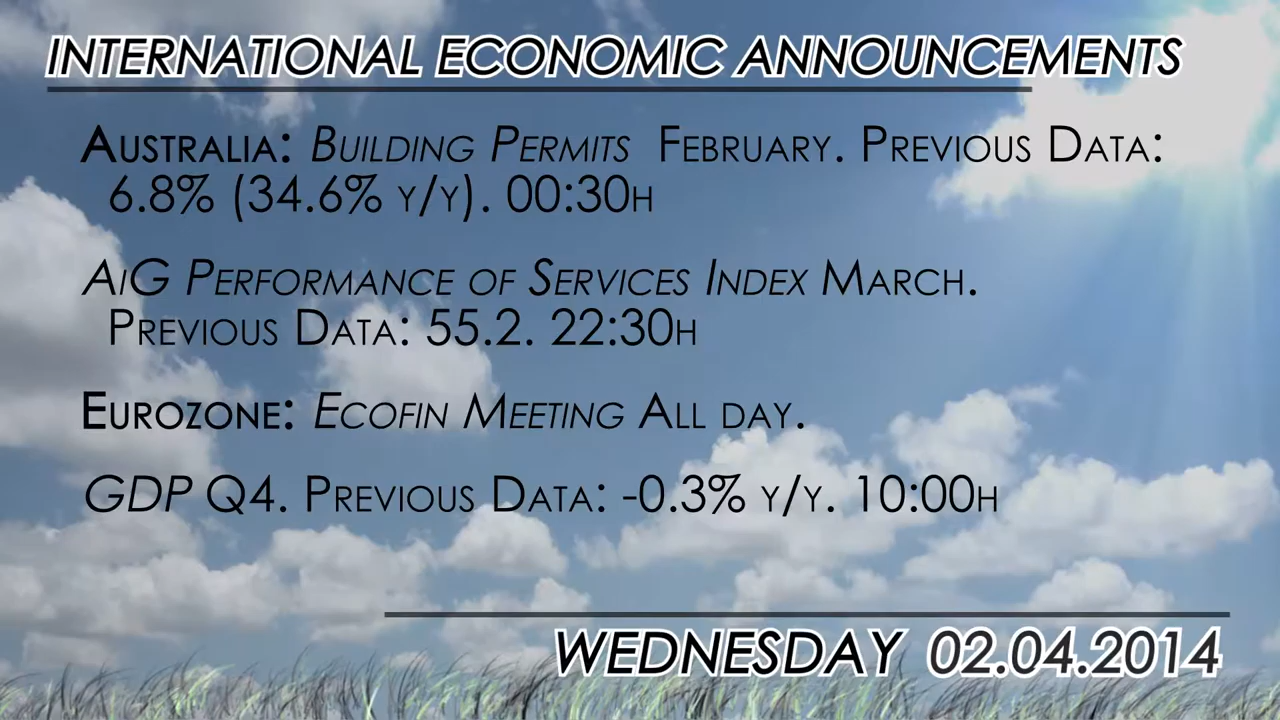 INTERNATIONAL ECONOMIC ANNOUNCEMENTS
AUSTRALIA: BUILDING PERMITS FEBRUARY. PREVIOUS DATA:
6.8% (34.6% Y/Y). 00:30H
AIG PERFORMANCE OF SERVICES INDEX MARCH.
PREVIOUS DATA: 55.2. 22:30H
EUROZONE: ECOFIN MEETING ALL DAY.
GDP Q4. PREVIOUS DATA: -0.3% Y/Y. 10:00H
WEDNESDAY 02.04.2014